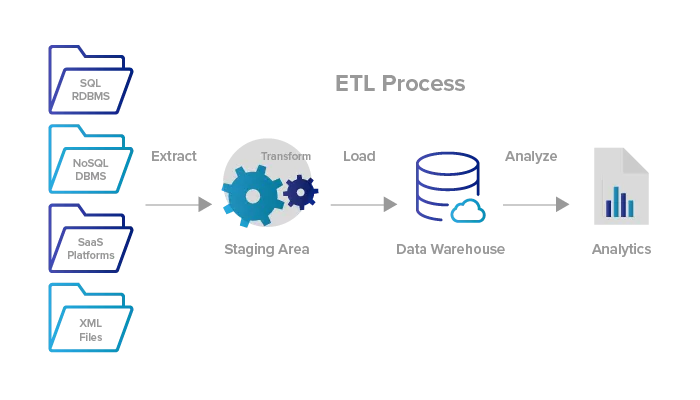 ETL Process
SQL
RDBMS
NoSQL
DBMS
SaaS
Platforms
XML
Files
Extract
Transform
Staging Area
Load
Data Warehouse
Analyze
Analytics